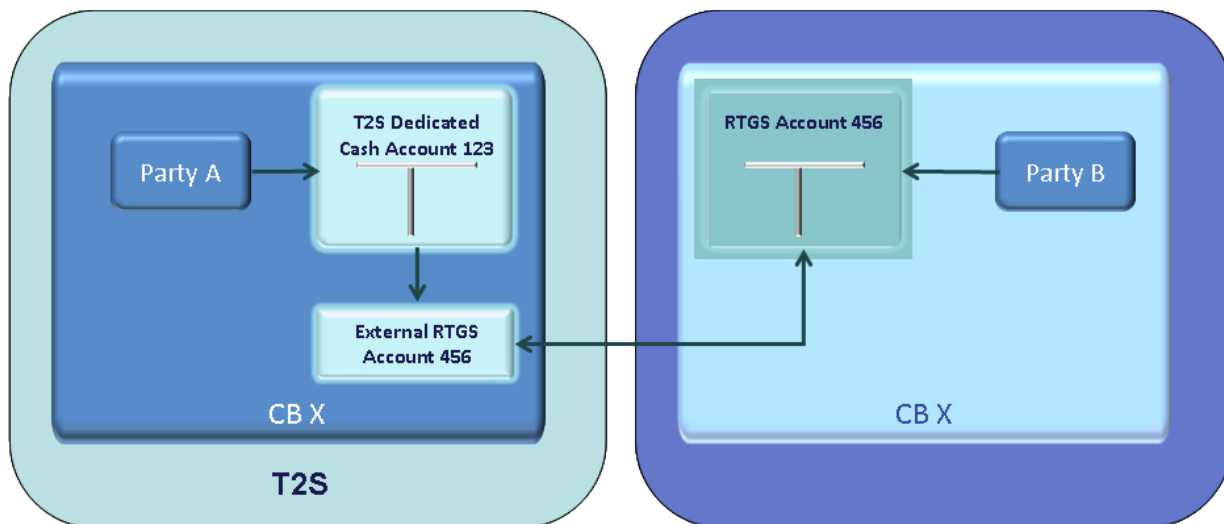 T2S Dedicated
Cash Account 123
Party A
External RTGS
Account 456
CB X
T2S
RTGS Account 456
Party B
CB X